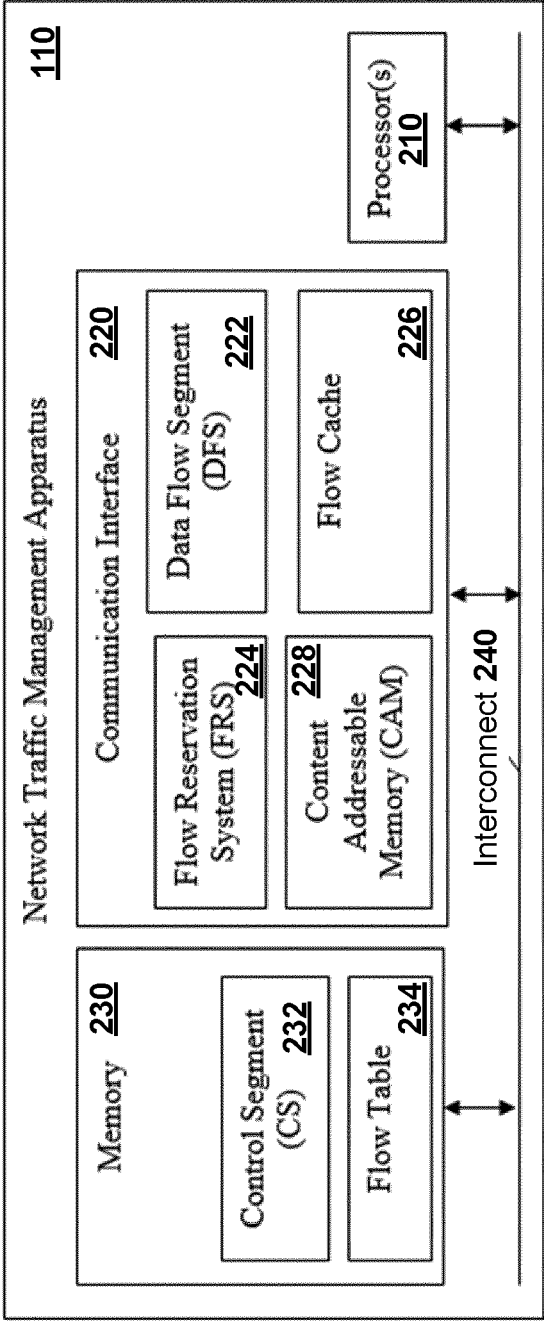 Network Traffic Management Apparatus
110
Memory
230
Control Segment
(CS)
232
Flow Table
234
Communication Interface
220
Flow Reservation
System (FRS)
224
Data Flow Segment
(DFS)
222
228
Content
Addressable
Memory (CAM)
Flow Cache
226
Processor(s)
210
Interconnect 240